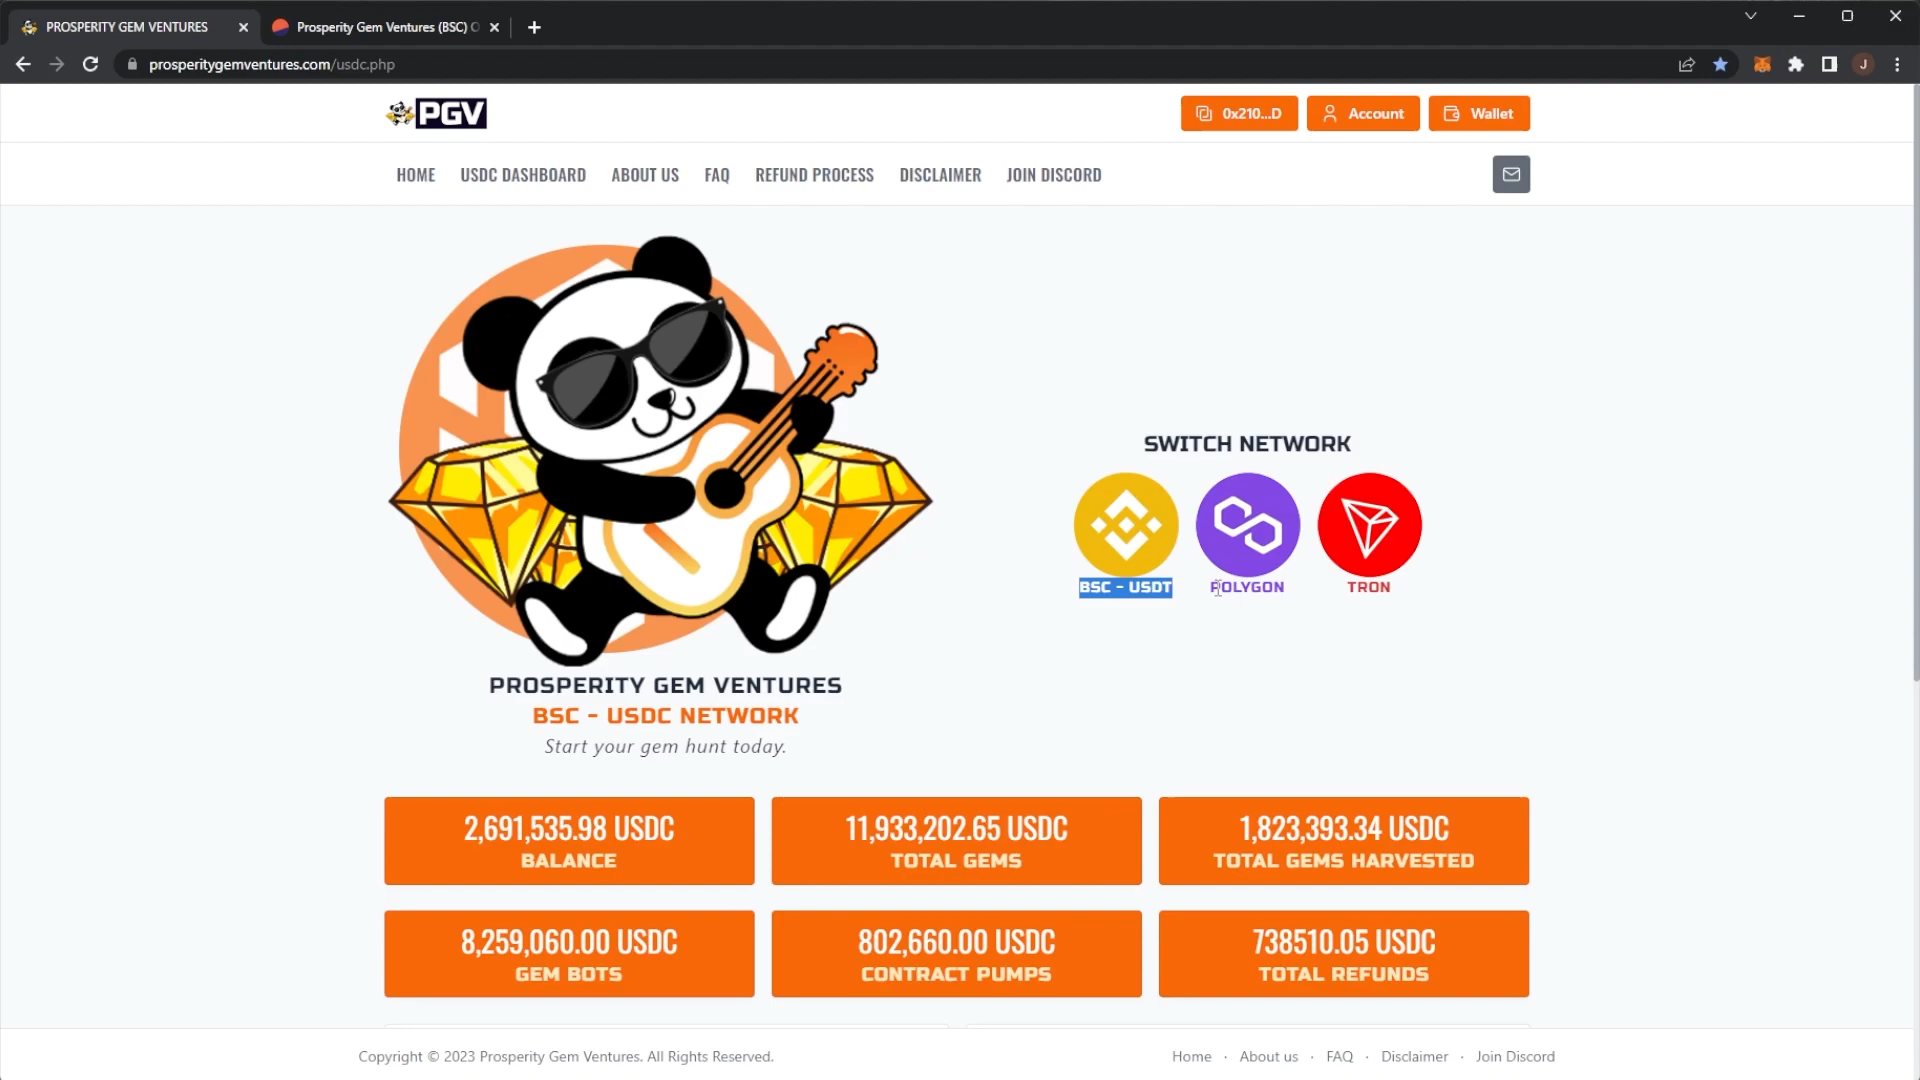 PROSPERITY GEM VENTURES
Prosperity Gem Ventures (BSC)
prosperitygemventures.com/usdc.php
J
PGV
0x210...D
Account
Wallet
HOME
USDC DASHBOARD
ABOUT US
FAQ
REFUND PROCESS
DISCLAIMER
JOIN DISCORD
SWITCH NETWORK
BSC - USDT
POLYGON
TRON
PROSPERITY GEM VENTURES
BSC - USDC NETWORK
Start your gem hunt today.
2,691,535.98 USDC
BALANCE
11,933,202.65 USDC
TOTAL GEMS
1,823,393.34 USDC
TOTAL GEMS HARVESTED
8,259,060.00 USDC
GEM BOTS
802,660.00 USDC
CONTRACT PUMPS
738510.05 USDC
TOTAL REFUNDS
Copyright © 2023 Prosperity Gem Ventures. All Rights Reserved.
Home · About us · FAQ · Disclaimer · Join Discord